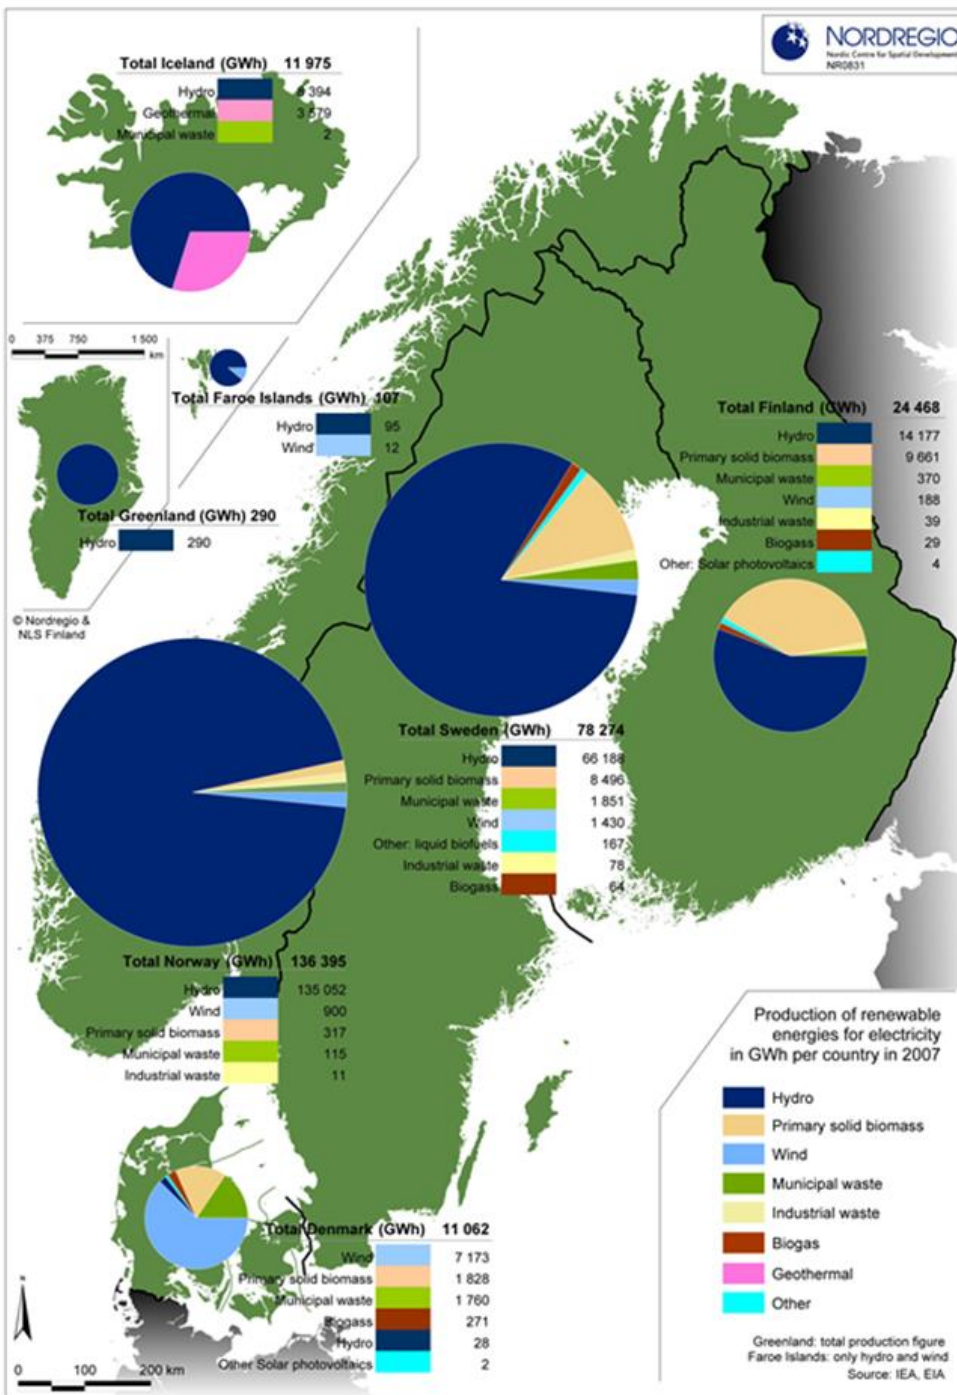 NORDREGIO
Nordic Centre for Spatial Development
NR0831
Total Iceland (GWh) 11 975
Hydro 8 394
Geothermal 3 579
Municipal waste 2
0 375 750 1 500
km
Total Faroe Islands (GWh) 107
Hydro 95
Wind 12
Total Greenland (GWh) 290
Hydro 290
© Nordregio &
NLS Finland
Total Finland (GWh) 24 468
Hydro 14 177
Primary solid biomass 9 661
Municipal waste 370
Wind 188
Industrial waste 39
Biogass 29
Oher: Solar photovoltaics 4
Total Sweden (GWh) 78 274
Hydro 66 188
Primary solid biomass 8 496
Municipal waste 1 851
Wind 1 430
Other: liquid biofuels 167
Industrial waste 78
Biogass 64
Total Norway (GWh) 136 395
Hydro 135 052
Wind 900
Primary solid biomass 317
Municipal waste 115
Industrial waste 11
Total Denmark (GWh) 11 062
Wind 7 173
Primary solid biomass 1 828
Municipal waste 1 760
Biogass 271
Hydro 28
Other Solar photovoltaics 2
Production of renewable
energies for electricity
in GWh per country in 2007
Hydro
Primary solid biomass
Wind
Municipal waste
Industrial waste
Biogas
Geothermal
Other
Greenland: total production figure
Faroe Islands: only hydro and wind
Source: IEA, EIA
N
0 100 200 km